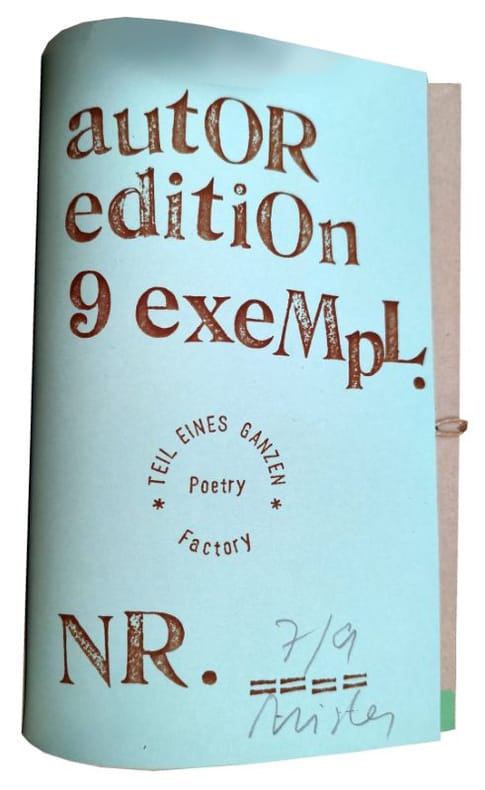 autOR
editiOn
9 exeMpL.
* TEIL EINES GANZEN *
Poetry
Factory
NR. 7/9